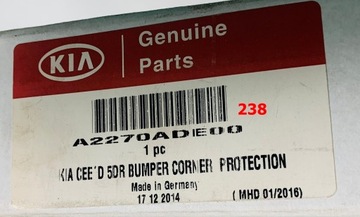 KIA
Genuine
Parts
238
A2270ADE00
1 pc
KIA CEE'D 5DR BUMPER CORNER PROTECTION
Made in Germany
17 12 2014
( MHD 01/2016)